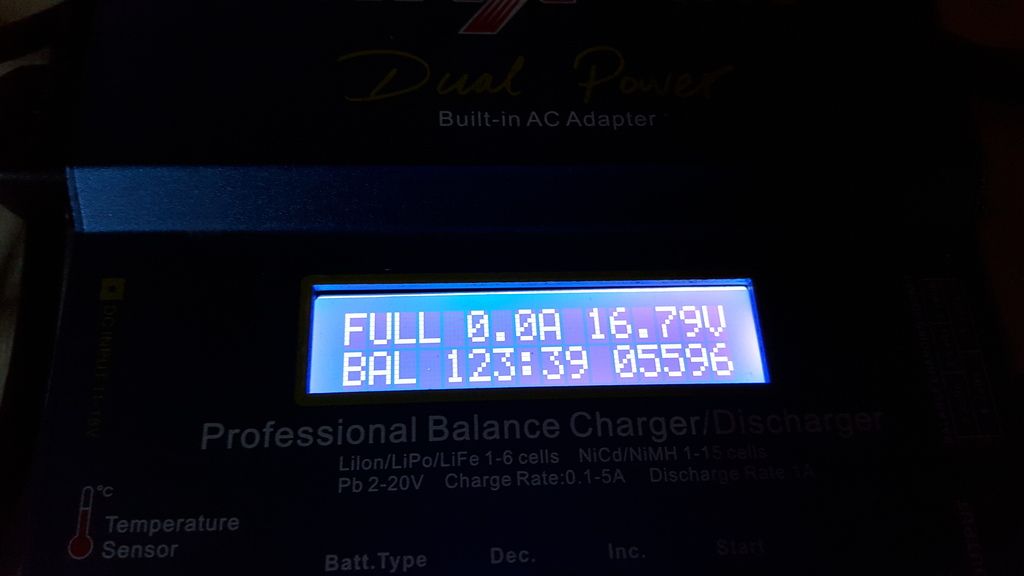 Dual Power
Built-in AC Adapter
FULL 0.0A 16.79V
BAL 123:39 05596
Professional Balance Charger/Discharger
LiIon/LiPo/LiFe 1-6 cells NiCd/NiMH 1-15 cells
Pb 2-20V Charge Rate:0.1-5A Discharge Rate:1A
°C
Temperature
Sensor
Batt.Type Dec. Inc. Start